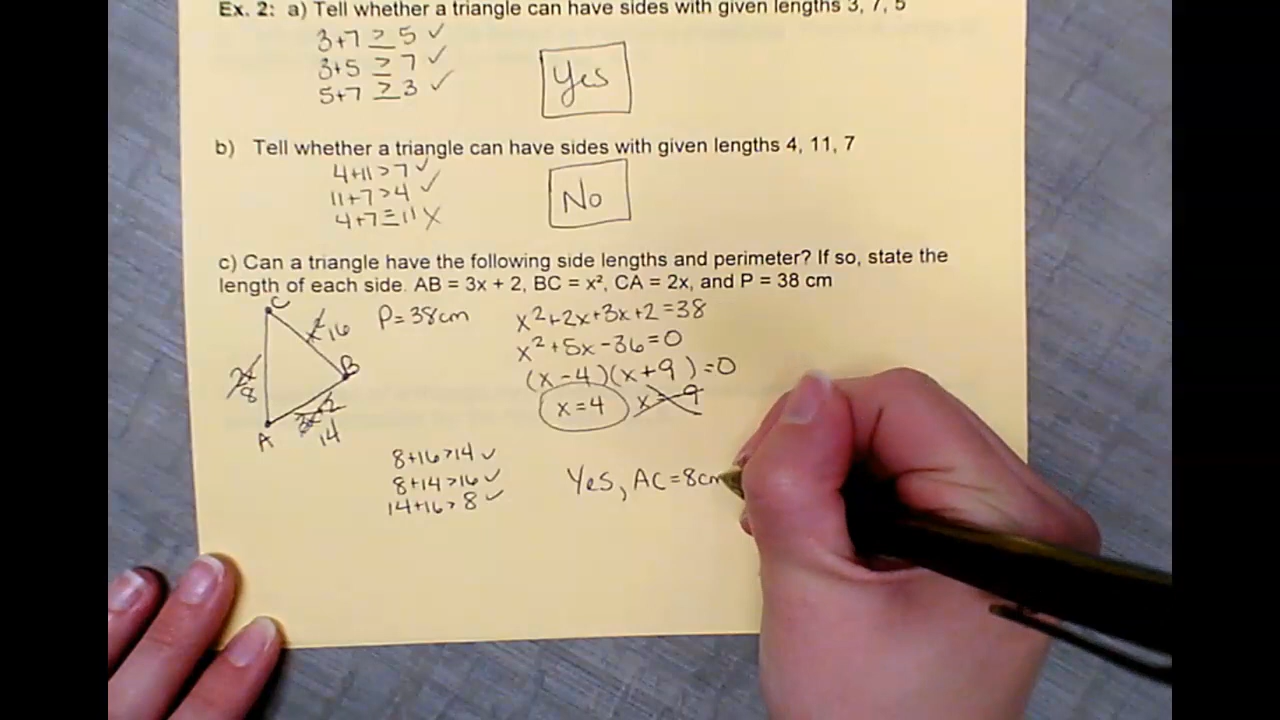 Ex. 2: a) Tell whether a triangle can have sides with given lengths 3, 7, 5
3+7 ≥ 5 ✓
3+5 ≥ 7 ✓
5+7 ≥ 3 ✓
Yes
b) Tell whether a triangle can have sides with given lengths 4, 11, 7
4+11>7 ✓
11+7>4 ✓
4+7=11 X
No
c) Can a triangle have the following side lengths and perimeter? If so, state the
length of each side. AB = 3x + 2, BC = x², CA = 2x, and P = 38 cm
C
16
P=38cm
B
2x
8
A
14
x²+2x+3x+2=38
x²+5x-36=0
(x-4)(x+9)=0
x=4 x=-9
8+16>14 ✓
8+14>16 ✓
14+16>8 ✓
Yes, AC=8cm